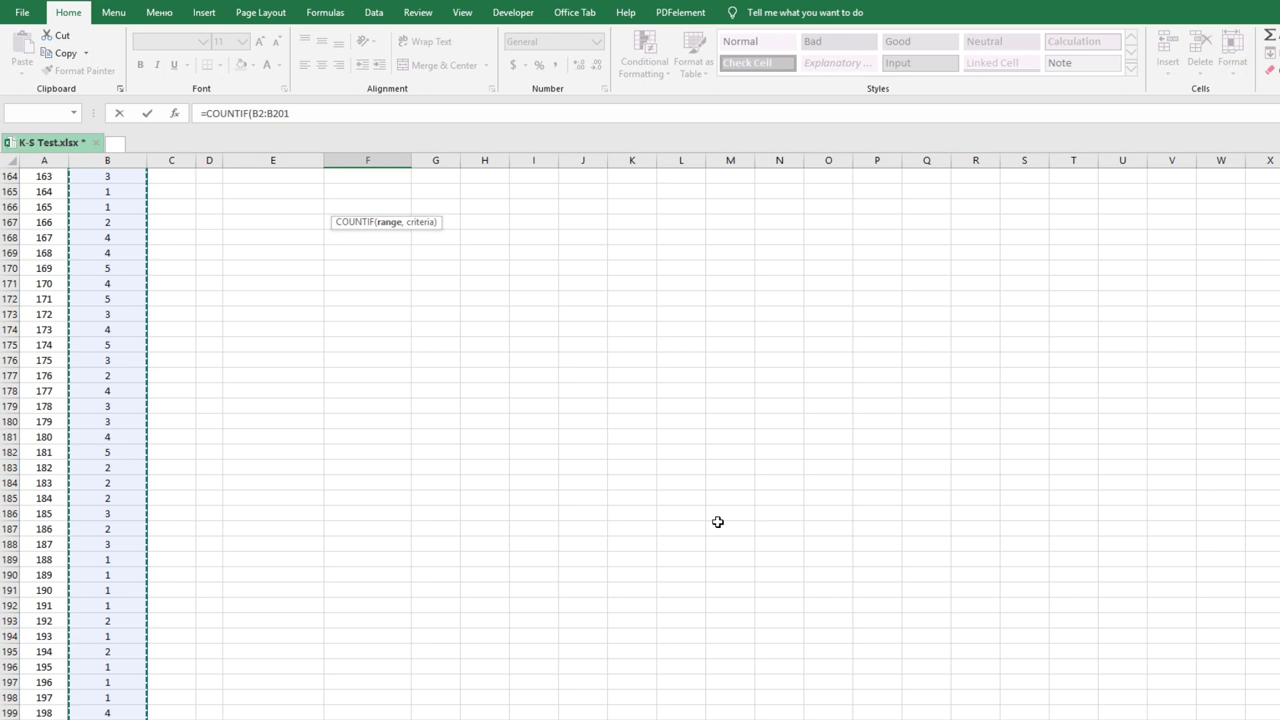 File Home Menu Меню Insert Page Layout Formulas Data Review View Developer Office Tab Help PDFelement Tell me what you want to do
Paste Cut Copy Format Painter
Clipboard
11
B I U A
Font
Wrap Text
Merge & Center
Alignment
General
$ % ,
Number
Conditional Formatting Format as Table
Normal Bad Good Neutral Calculation
Check Cell Explanatory ... Input Linked Cell Note
Styles
Insert Delete Format
Cells
fx =COUNTIF(B2:B201
K-S Test.xlsx *
A B C D E F G H I J K L M N O P Q R S T U V W X
164 163 3
165 164 1
166 165 1
167 166 2
COUNTIF(range, criteria)
168 167 4
169 168 4
170 169 5
171 170 4
172 171 5
173 172 3
174 173 4
175 174 5
176 175 3
177 176 2
178 177 4
179 178 3
180 179 3
181 180 4
182 181 5
183 182 2
184 183 2
185 184 2
186 185 3
187 186 2
188 187 3
189 188 1
190 189 1
191 190 1
192 191 1
193 192 2
194 193 1
195 194 2
196 195 1
197 196 1
198 197 1
199 198 4